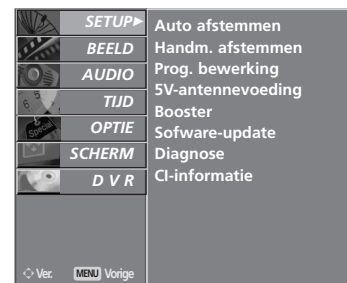 SETUP
BEELD
AUDIO
TIJD
Special
OPTIE
SCHERM
D V R
Ver.
MENU Vorige
Auto afstemmen
Handm. afstemmen
Prog. bewerking
5V-antennevoeding
Booster
Sofware-update
Diagnose
CI-informatie